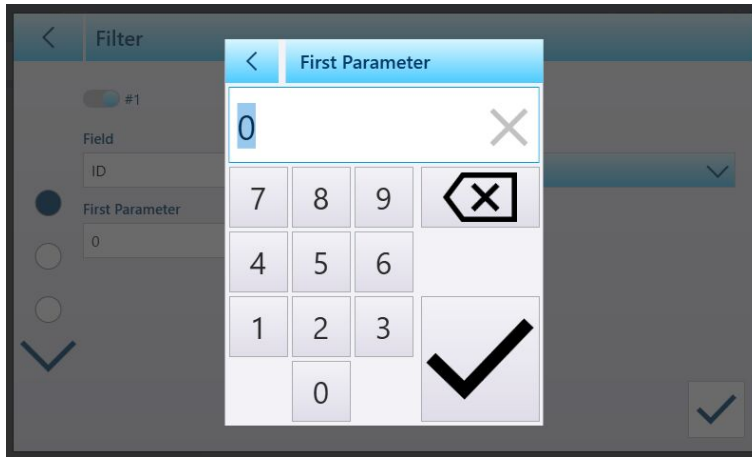 Filter
#1
Field
ID
First Parameter
0
First Parameter
0
7 8 9
4 5 6
1 2 3
0